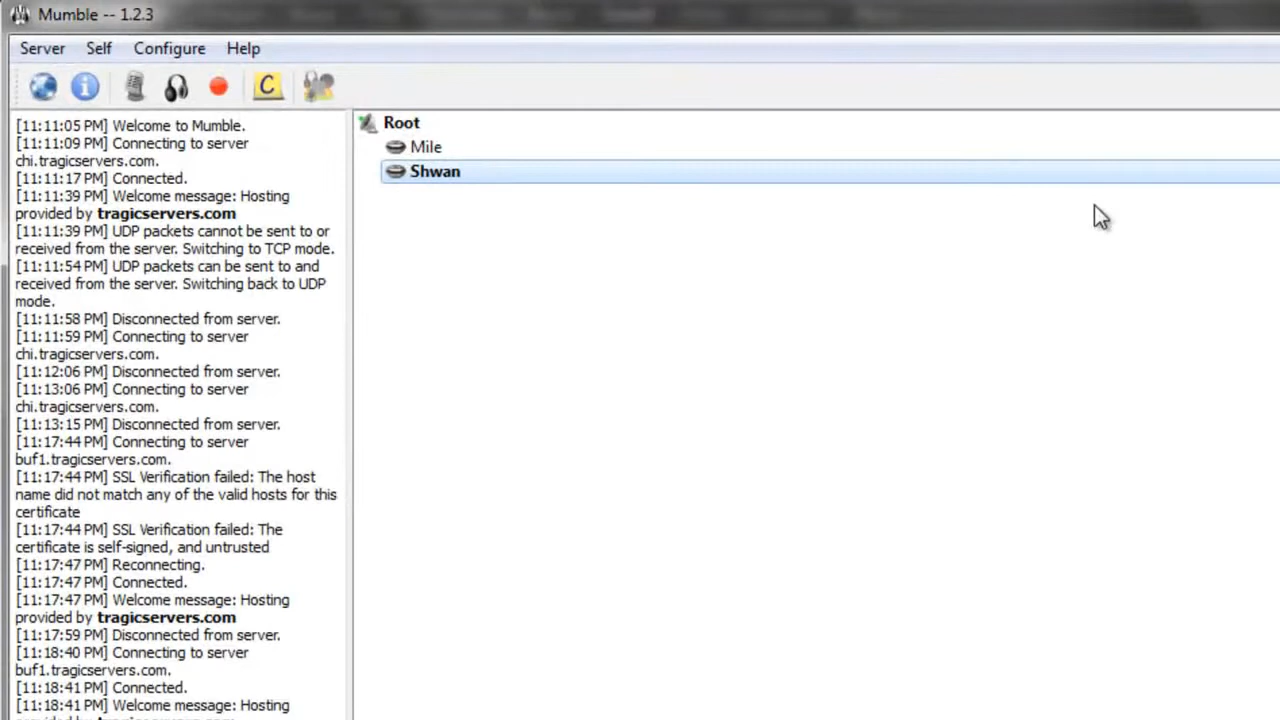 Mumble -- 1.2.3
Server Self Configure Help
C
[11:11:05 PM] Welcome to Mumble.
[11:11:09 PM] Connecting to server
chi.tragicservers.com.
[11:11:17 PM] Connected.
[11:11:39 PM] Welcome message: Hosting
provided by tragicservers.com
[11:11:39 PM] UDP packets cannot be sent to or
received from the server. Switching to TCP mode.
[11:11:54 PM] UDP packets can be sent to and
received from the server. Switching back to UDP
mode.
[11:11:58 PM] Disconnected from server.
[11:11:59 PM] Connecting to server
chi.tragicservers.com.
[11:12:06 PM] Disconnected from server.
[11:13:06 PM] Connecting to server
chi.tragicservers.com.
[11:13:15 PM] Disconnected from server.
[11:17:44 PM] Connecting to server
buf1.tragicservers.com.
[11:17:44 PM] SSL Verification failed: The host
name did not match any of the valid hosts for this
certificate
[11:17:44 PM] SSL Verification failed: The
certificate is self-signed, and untrusted
[11:17:47 PM] Reconnecting.
[11:17:47 PM] Connected.
[11:17:47 PM] Welcome message: Hosting
provided by tragicservers.com
[11:17:59 PM] Disconnected from server.
[11:18:40 PM] Connecting to server
buf1.tragicservers.com.
[11:18:41 PM] Connected.
[11:18:41 PM] Welcome message: Hosting
provided by tragicservers.com
Root
Mile
Shwan